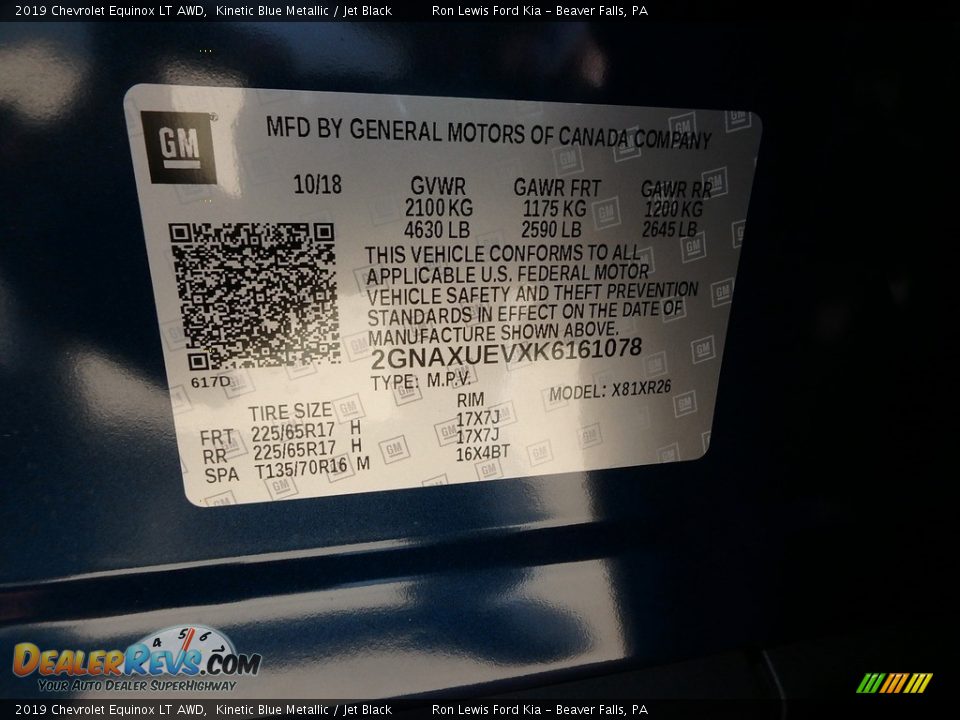 2019 Chevrolet Equinox LT AWD, Kinetic Blue Metallic / Jet Black Ron Lewis Ford Kia - Beaver Falls, PA
GM
MFD BY GENERAL MOTORS OF CANADA COMPANY
10/18 GVWR GAWR FRT GAWR RR
2100 KG 1175 KG 1200 KG
4630 LB 2590 LB 2645 LB
THIS VEHICLE CONFORMS TO ALL
APPLICABLE U.S. FEDERAL MOTOR
VEHICLE SAFETY AND THEFT PREVENTION
STANDARDS IN EFFECT ON THE DATE OF
MANUFACTURE SHOWN ABOVE.
2GNAXUEVXK6161078
617D
TYPE: M.P.V. MODEL: X81XR26
TIRE SIZE RIM
FRT 225/65R17 H 17X7J
RR 225/65R17 H 17X7J
SPA T135/70R16 M 16X4BT
4 5 6
DealerRevs.com
Your Auto Dealer SuperHighway
2019 Chevrolet Equinox LT AWD, Kinetic Blue Metallic / Jet Black Ron Lewis Ford Kia - Beaver Falls, PA